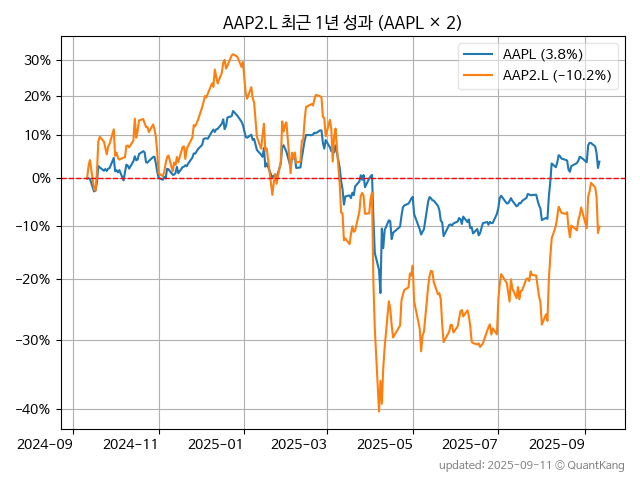 AAP2.L 최근 1년 성과 (AAPL × 2)
AAPL (3.8%)
AAP2.L (−10.2%)
30%
20%
10%
0%
−10%
−20%
−30%
−40%
2024-09 2024-11 2025-01 2025-03 2025-05 2025-07 2025-09
updated: 2025-09-11 © QuantKang